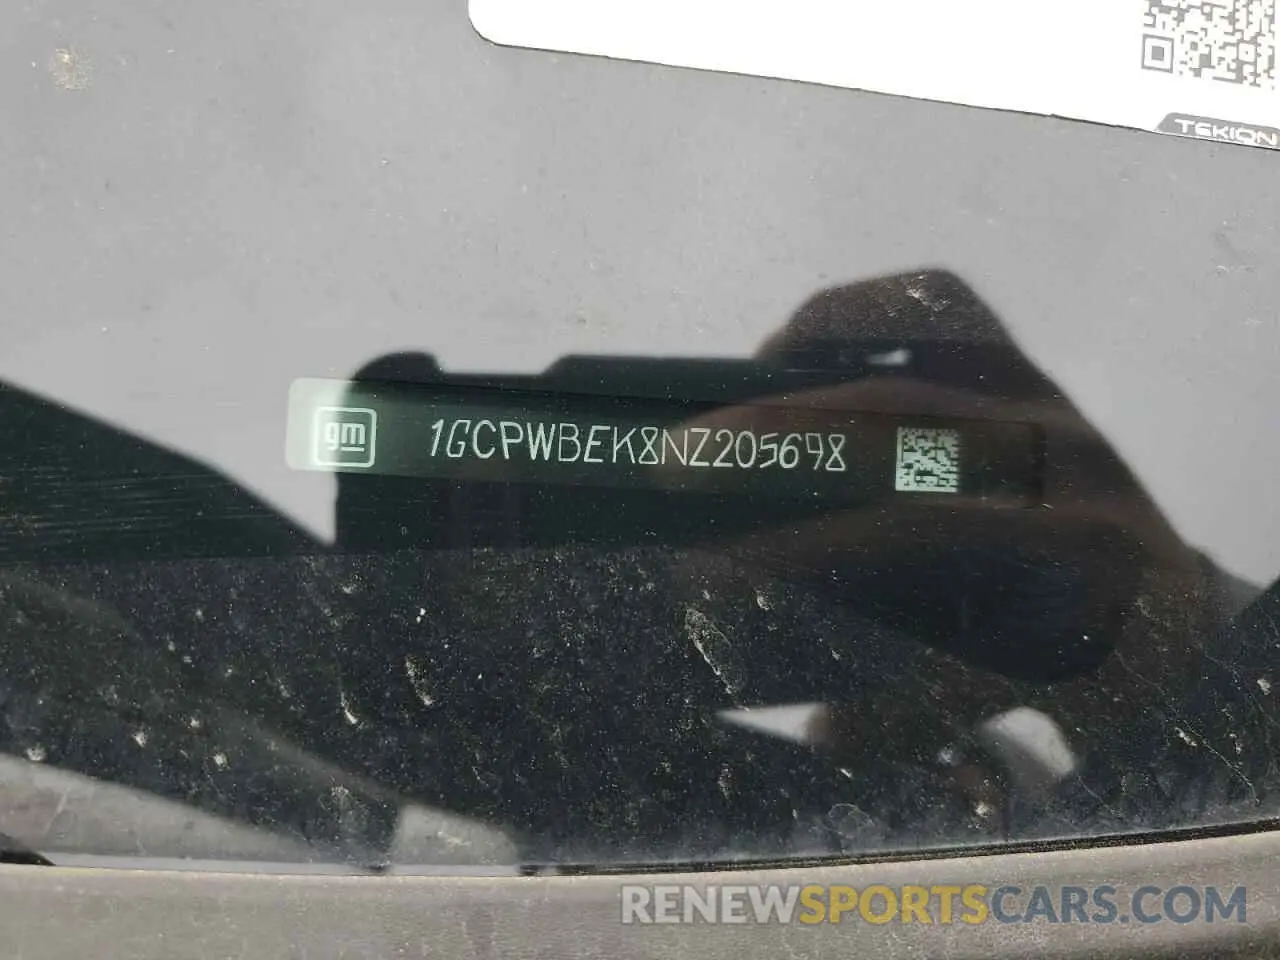 TEKION
gm 1GCPWBEK8NZ205698
RENEWSPORTSCARS.COM